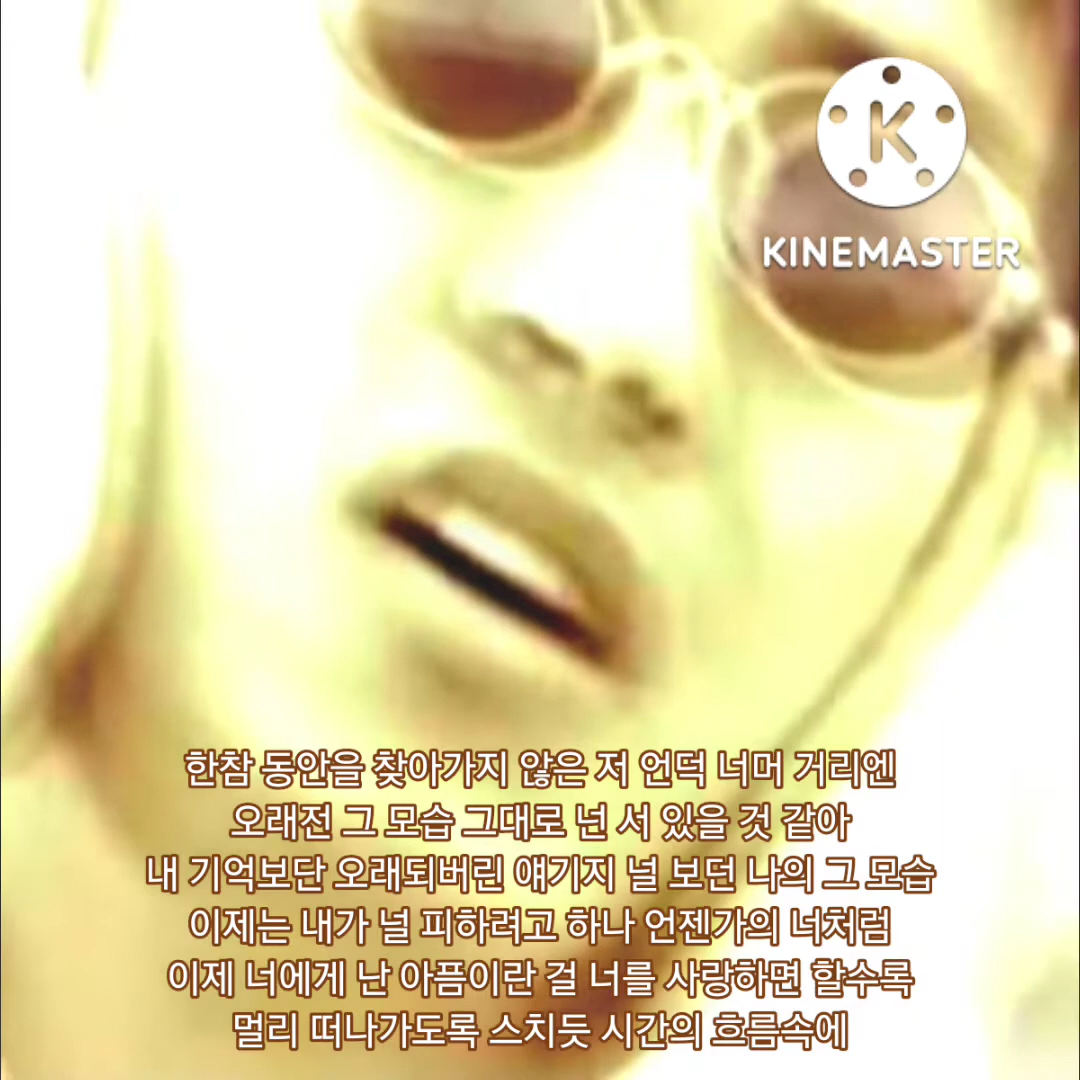 K
KINEMASTER
한참 동안을 찾아가지 않은 저 언덕 너머 거리엔
오래전 그 모습 그대로 넌 서 있을 것 같아
내 기억보단 오래되버린 얘기지 널 보던 나의 그 모습
이제는 내가 널 피하려고 하나 언젠가의 너처럼
이제 너에게 난 아픔이란 걸 너를 사랑하면 할수록
멀리 떠나가도록 스치듯 시간의 흐름속에